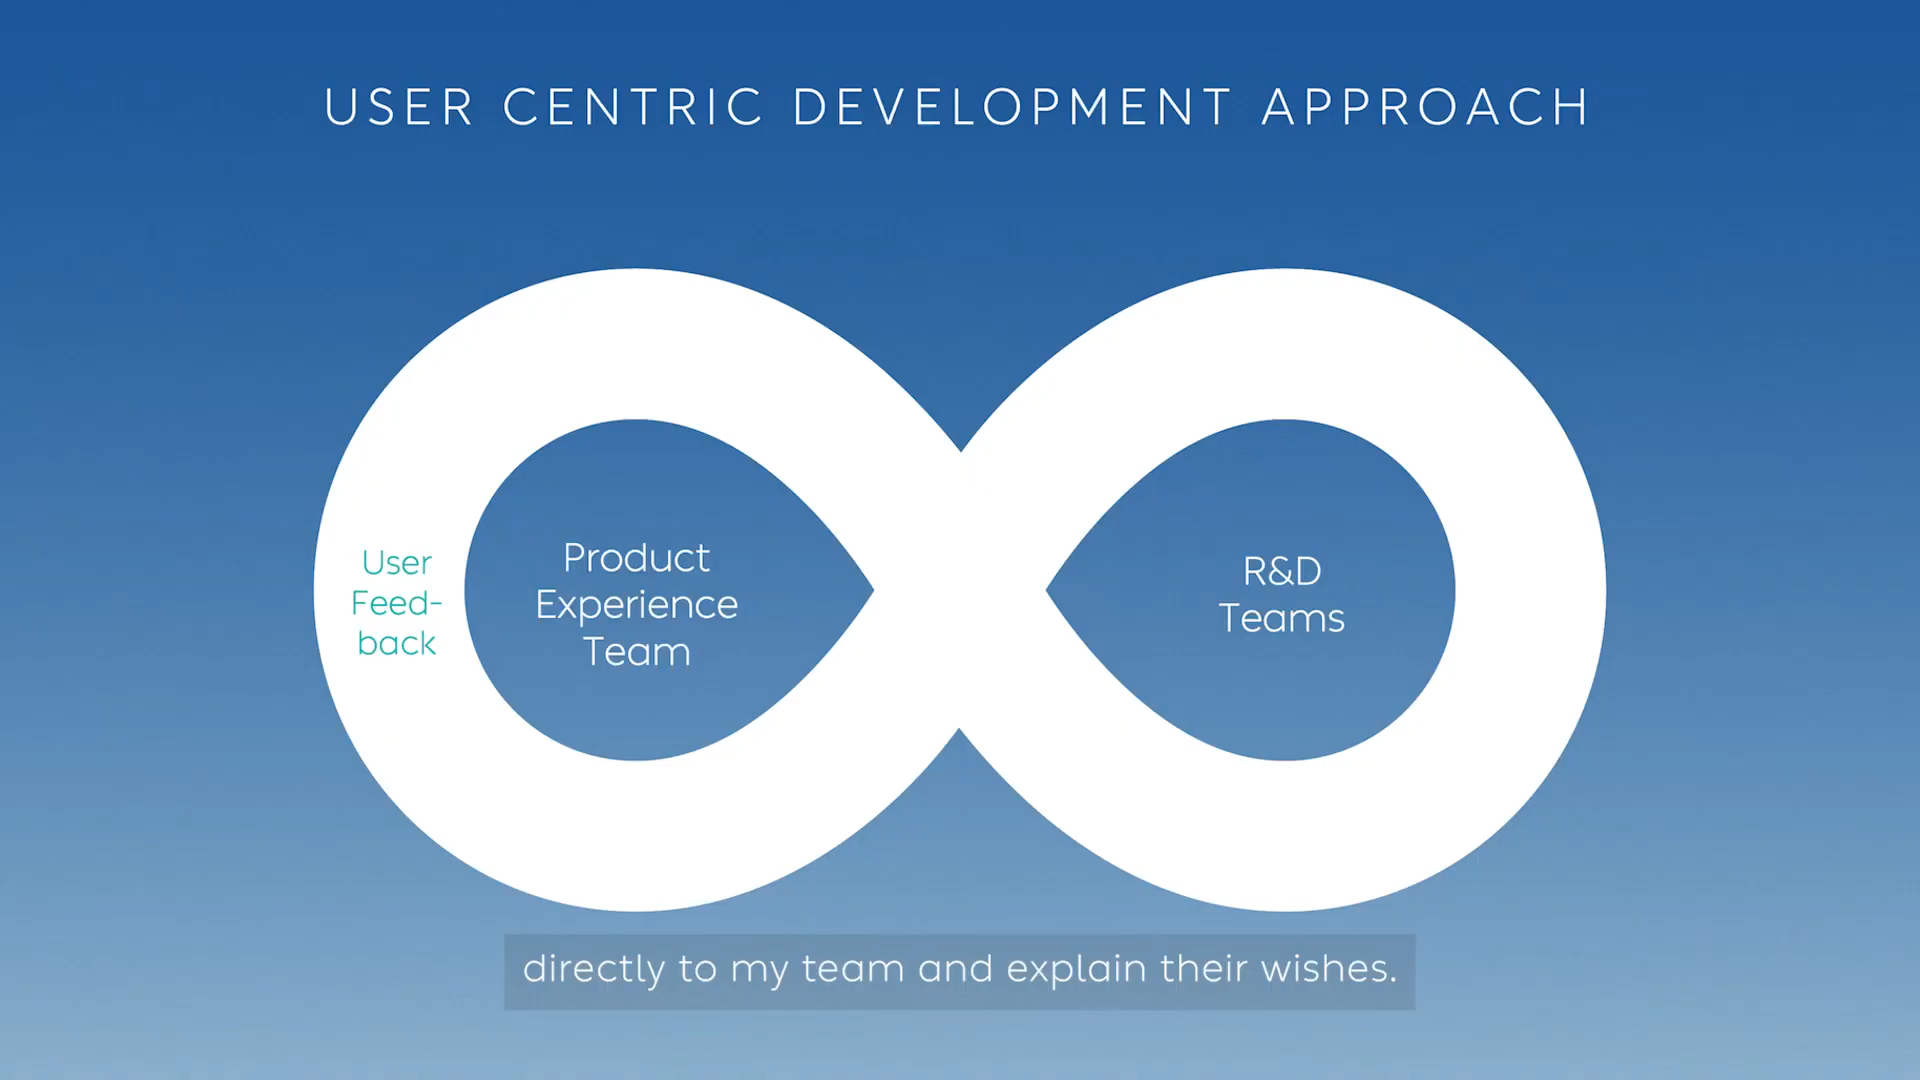 USER CENTRIC DEVELOPMENT APPROACH
User
Feed-
back
Product
Experience
Team
R&D
Teams
directly to my team and explain their wishes.